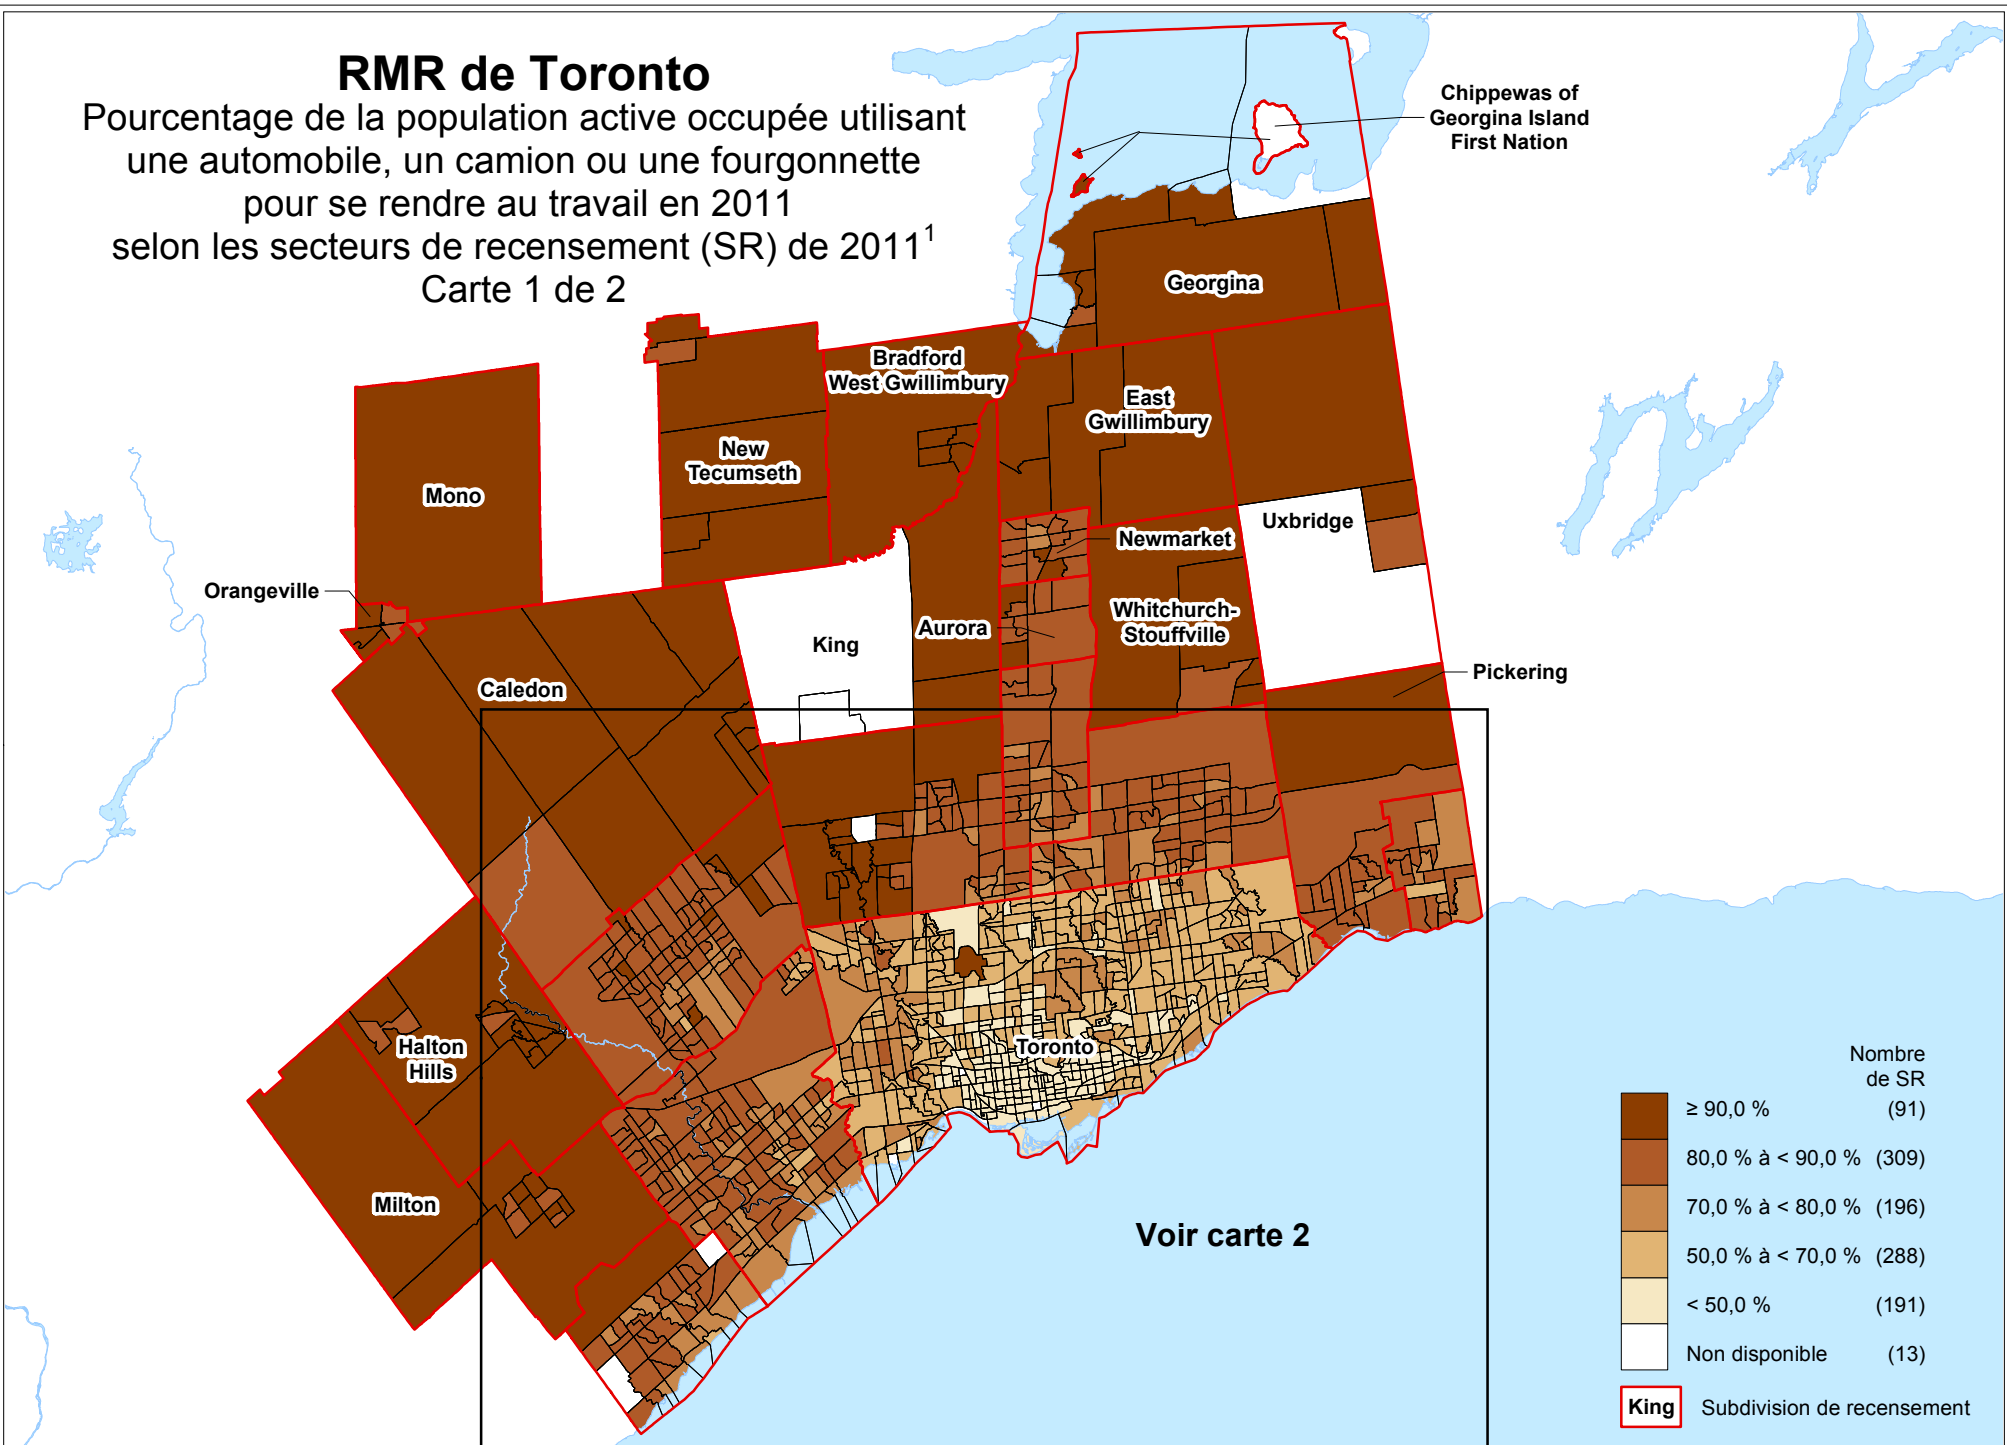 RMR de Toronto
Pourcentage de la population active occupée utilisant
une automobile, un camion ou une fourgonnette
pour se rendre au travail en 2011
selon les secteurs de recensement (SR) de 2011¹
Carte 1 de 2
Chippewas of
Georgina Island
First Nation
Georgina
Bradford
West Gwillimbury
East
Gwillimbury
New
Tecumseth
Mono
Uxbridge
Newmarket
Orangeville
Whitchurch-
Stouffville
Aurora
King
Pickering
Caledon
Halton
Hills
Toronto
Milton
Voir carte 2
Nombre
de SR
≥ 90,0 % (91)
80,0 % à < 90,0 % (309)
70,0 % à < 80,0 % (196)
50,0 % à < 70,0 % (288)
< 50,0 % (191)
Non disponible (13)
King Subdivision de recensement